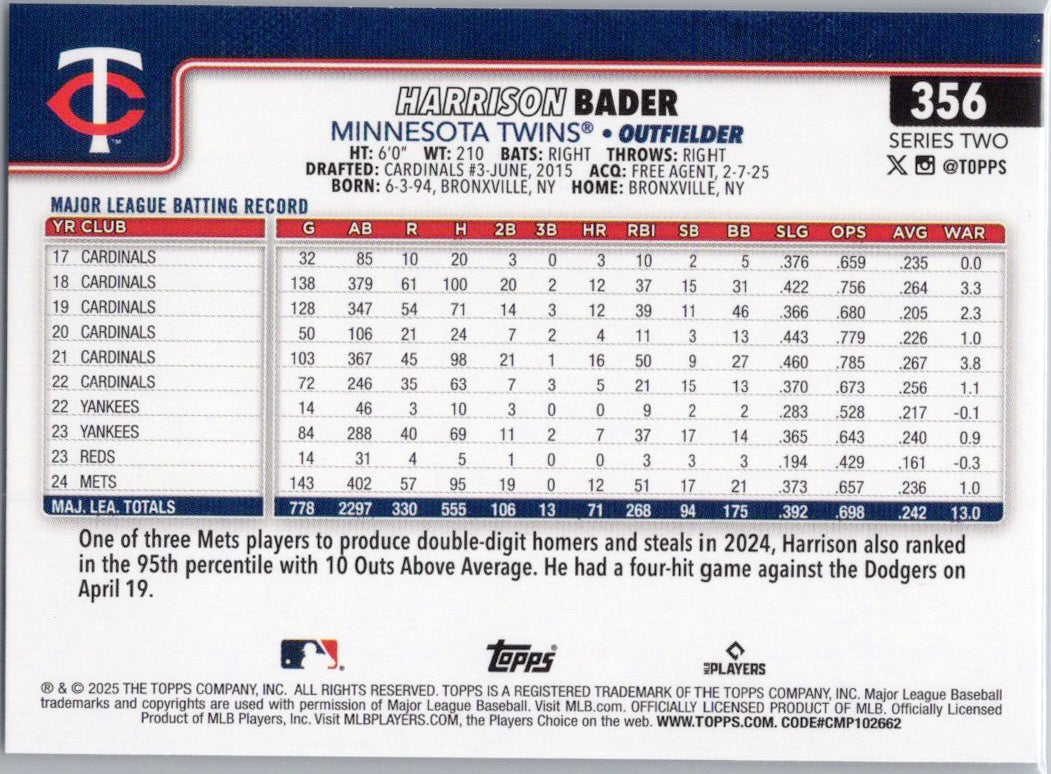 TC™
HARRISON BADER
356
MINNESOTA TWINS® • OUTFIELDER
SERIES TWO
HT: 6'0" WT: 210 BATS: RIGHT THROWS: RIGHT
@TOPPS
DRAFTED: CARDINALS #3-JUNE, 2015 ACQ: FREE AGENT, 2-7-25
BORN: 6-3-94, BRONXVILLE, NY HOME: BRONXVILLE, NY
MAJOR LEAGUE BATTING RECORD
YR CLUB G AB R H 2B 3B HR RBI SB BB SLG OPS AVG WAR
17 CARDINALS 32 85 10 20 3 0 3 10 2 5 .376 .659 .235 0.0
18 CARDINALS 138 379 61 100 20 2 12 37 15 31 .422 .756 .264 3.3
19 CARDINALS 128 347 54 71 14 3 12 39 11 46 .366 .680 .205 2.3
20 CARDINALS 50 106 21 24 7 2 4 11 3 13 .443 .779 .226 1.0
21 CARDINALS 103 367 45 98 21 1 16 50 9 27 .460 .785 .267 3.8
22 CARDINALS 72 246 35 63 7 3 5 21 15 13 .370 .673 .256 1.1
22 YANKEES 14 46 3 10 3 0 0 9 2 2 .283 .528 .217 -0.1
23 YANKEES 84 288 40 69 11 2 7 37 17 14 .365 .643 .240 0.9
23 REDS 14 31 4 5 1 0 0 3 3 3 .194 .429 .161 -0.3
24 METS 143 402 57 95 19 0 12 51 17 21 .373 .657 .236 1.0
MAJ. LEA. TOTALS 778 2297 330 555 106 13 71 268 94 175 .392 .698 .242 13.0
One of three Mets players to produce double-digit homers and steals in 2024, Harrison also ranked
in the 95th percentile with 10 Outs Above Average. He had a four-hit game against the Dodgers on
April 19.
Topps®
MLB PLAYERS
® & © 2025 THE TOPPS COMPANY, INC. ALL RIGHTS RESERVED. TOPPS IS A REGISTERED TRADEMARK OF THE TOPPS COMPANY, INC. Major League Baseball
trademarks and copyrights are used with permission of Major League Baseball. Visit MLB.com. OFFICIALLY LICENSED PRODUCT OF MLB. Officially Licensed
Product of MLB Players, Inc. Visit MLBPLAYERS.COM, the Players Choice on the web. WWW.TOPPS.COM. CODE#CMP102662